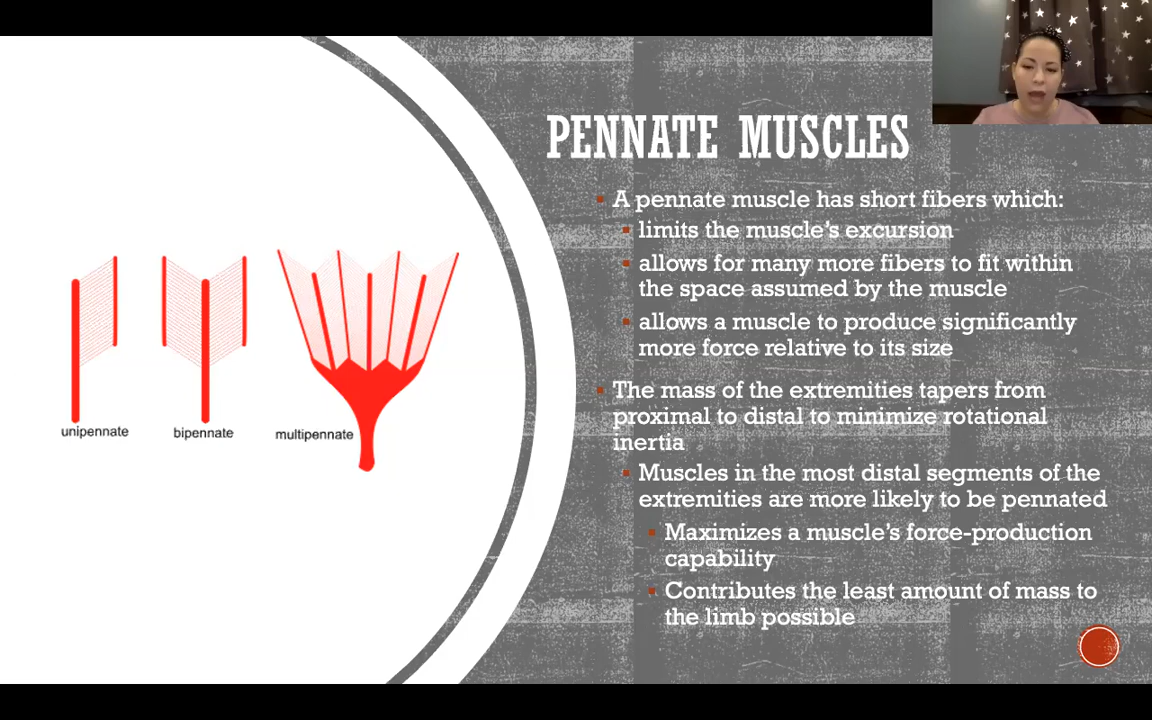 PENNATE MUSCLES
A pennate muscle has short fibers which:
limits the muscle's excursion
allows for many more fibers to fit within
the space assumed by the muscle
allows a muscle to produce significantly
more force relative to its size
The mass of the extremities tapers from
proximal to distal to minimize rotational
inertia
Muscles in the most distal segments of the
extremities are more likely to be pennated
Maximizes a muscle's force-production
capability
Contributes the least amount of mass to
the limb possible
unipennate
bipennate
multipennate